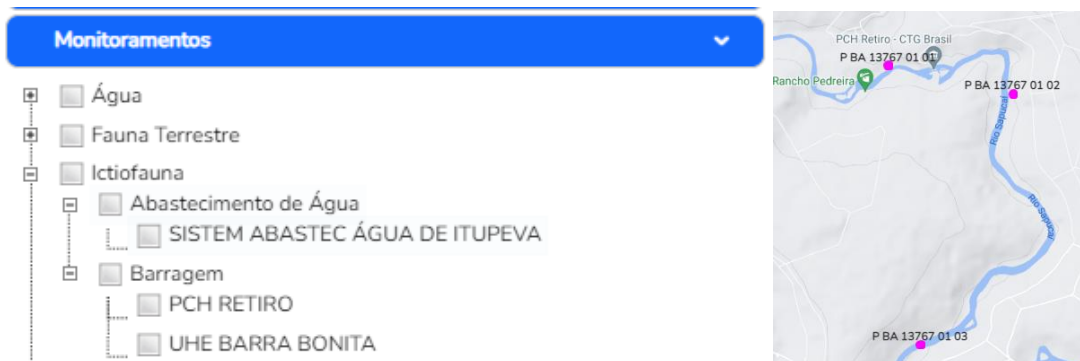 Monitoramentos
Água
Fauna Terrestre
Ictiofauna
Abastecimento de Água
SISTEM ABASTEC ÁGUA DE ITUPEVA
Barragem
PCH RETIRO
UHE BARRA BONITA
PCH Retiro - CTG Brasil
P BA 13767 01 01
Rancho Pedreira
P BA 13767 01 02
Rio Sapucaí
Rio Sapucaí
P BA 13767 01 03